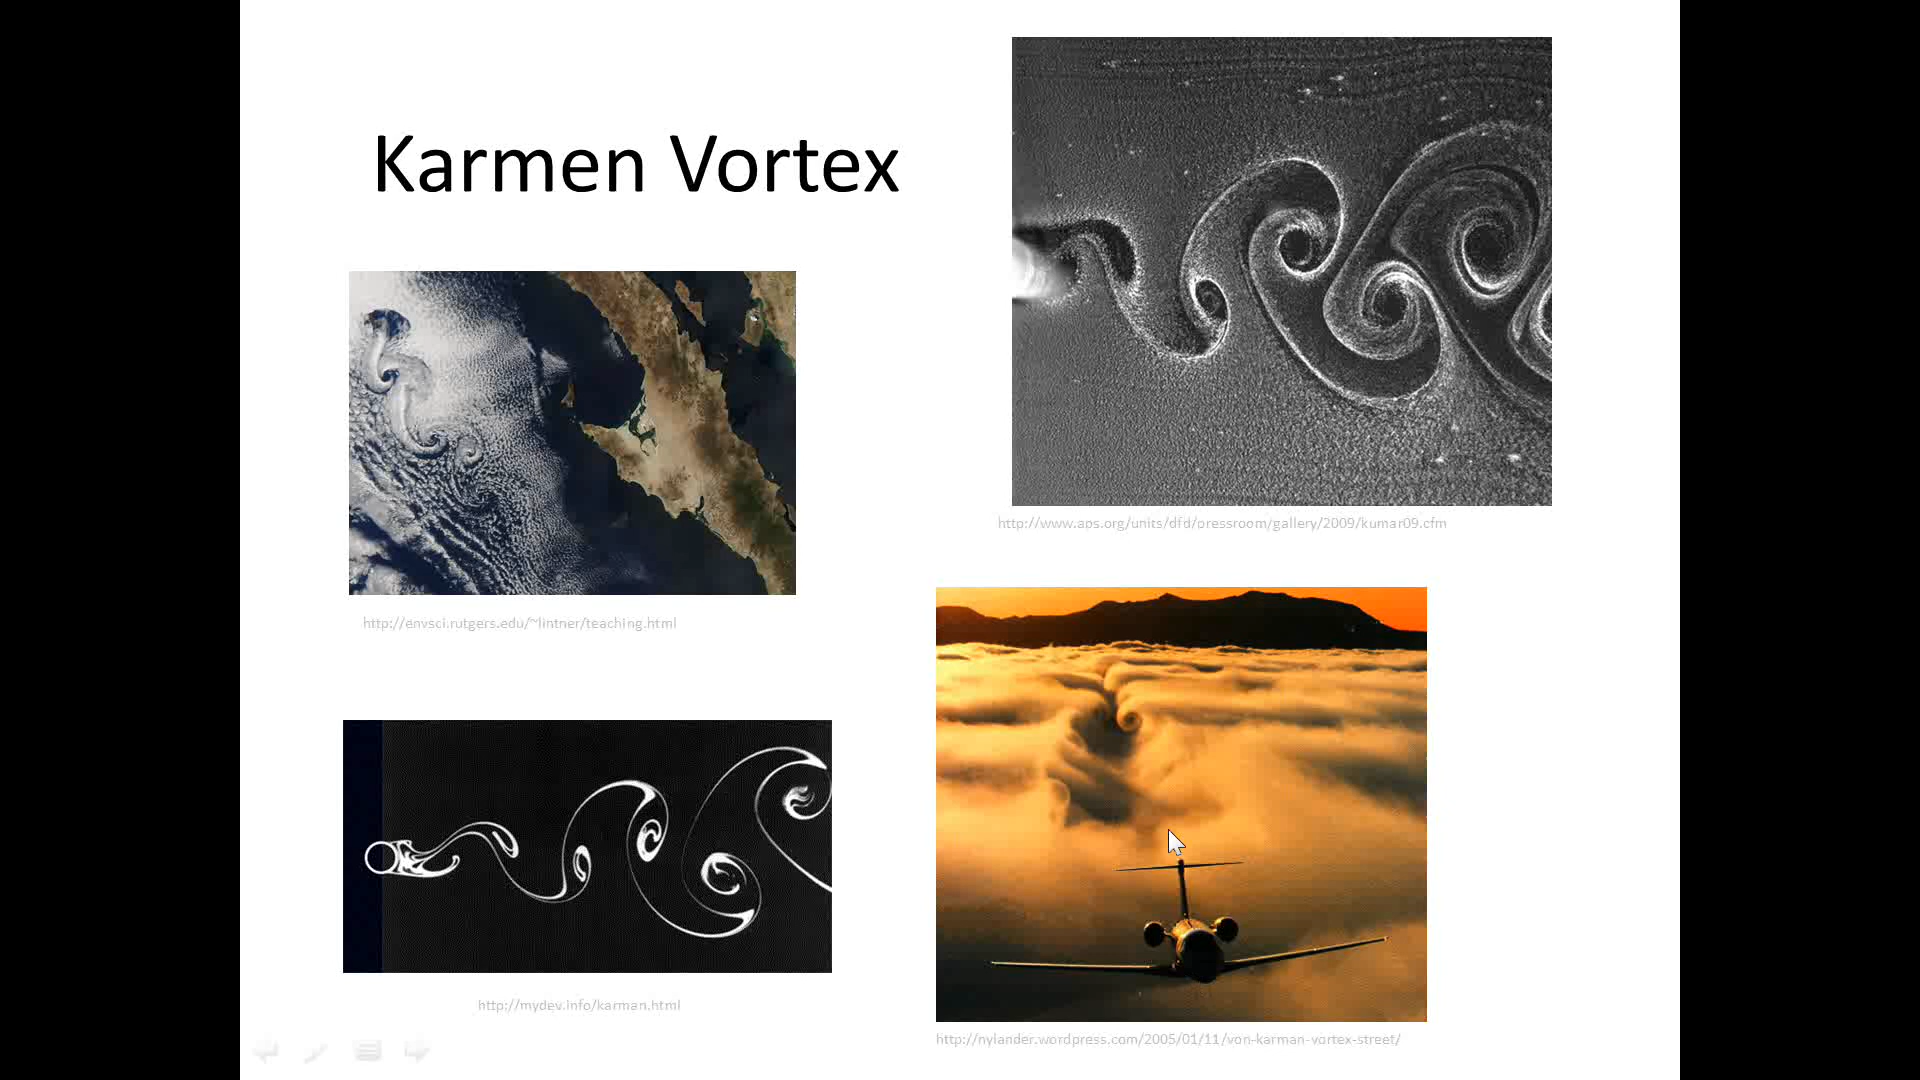 Karmen Vortex
http://www.aps.org/units/dfd/pressroom/gallery/2009/kumar09.cfm
http://envsci.rutgers.edu/~lintner/teaching.html
http://mydev.info/karman.html
http://nylander.wordpress.com/2005/01/11/von-karman-vortex-street/